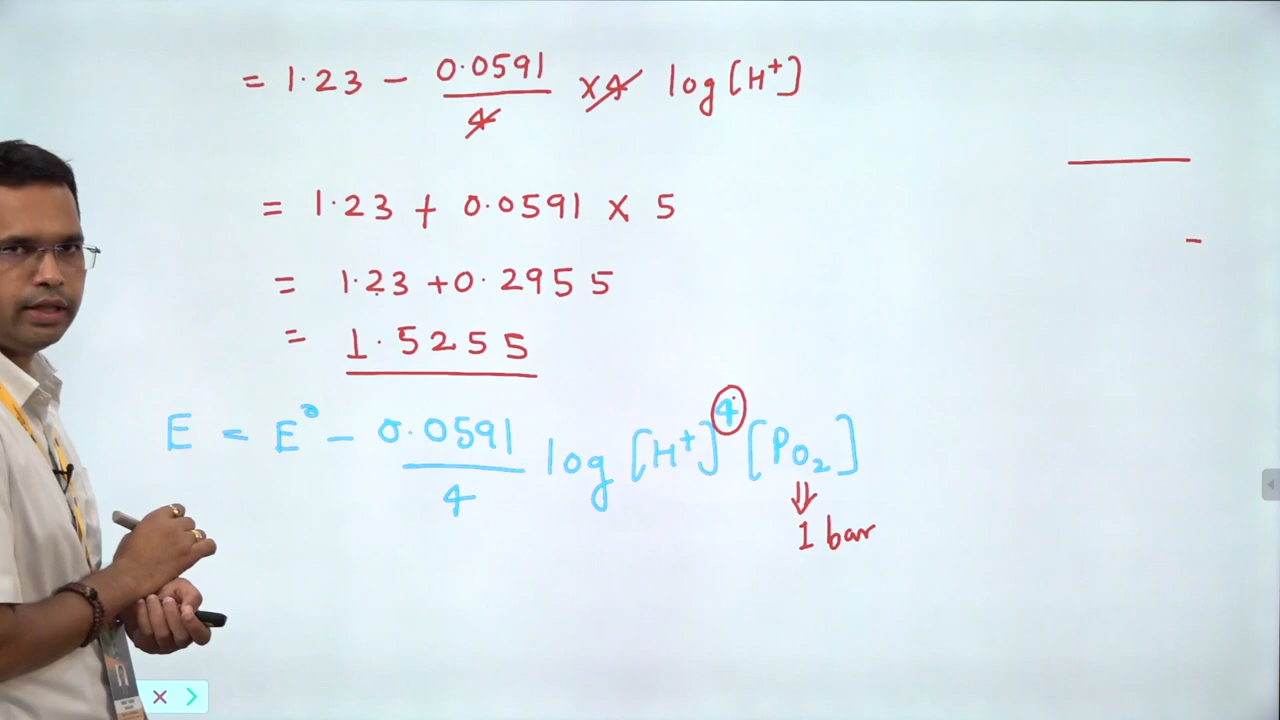 = 1.23 - 0.0591/4 × 4 log[H⁺]
= 1.23 + 0.0591 × 5
= 1.23 + 0.2955
= 1.5255
E = E° - 0.0591/4 log [H⁺]⁴ [P_O₂]
⇓
1 bar